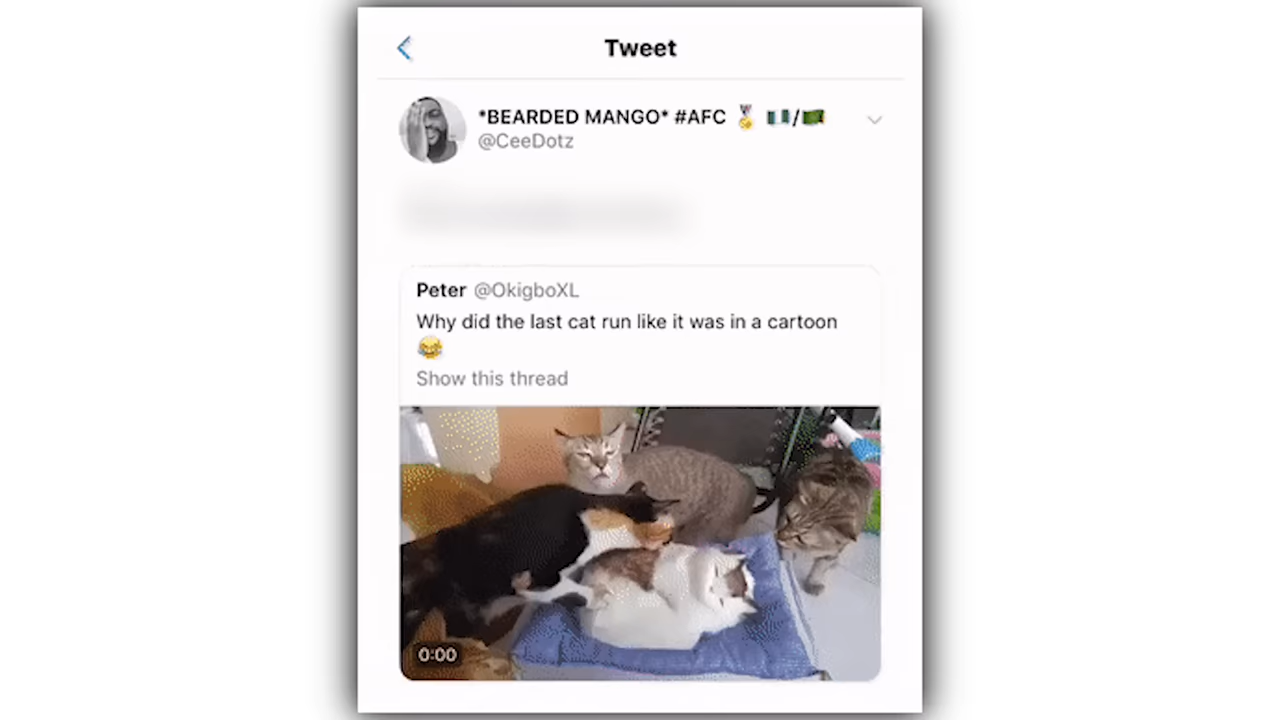 Tweet
*BEARDED MANGO* #AFC 🏅 🇳🇬/🇿🇲
@CeeDotz
Peter @OkigboXL
Why did the last cat run like it was in a cartoon
😂
Show this thread
0:00